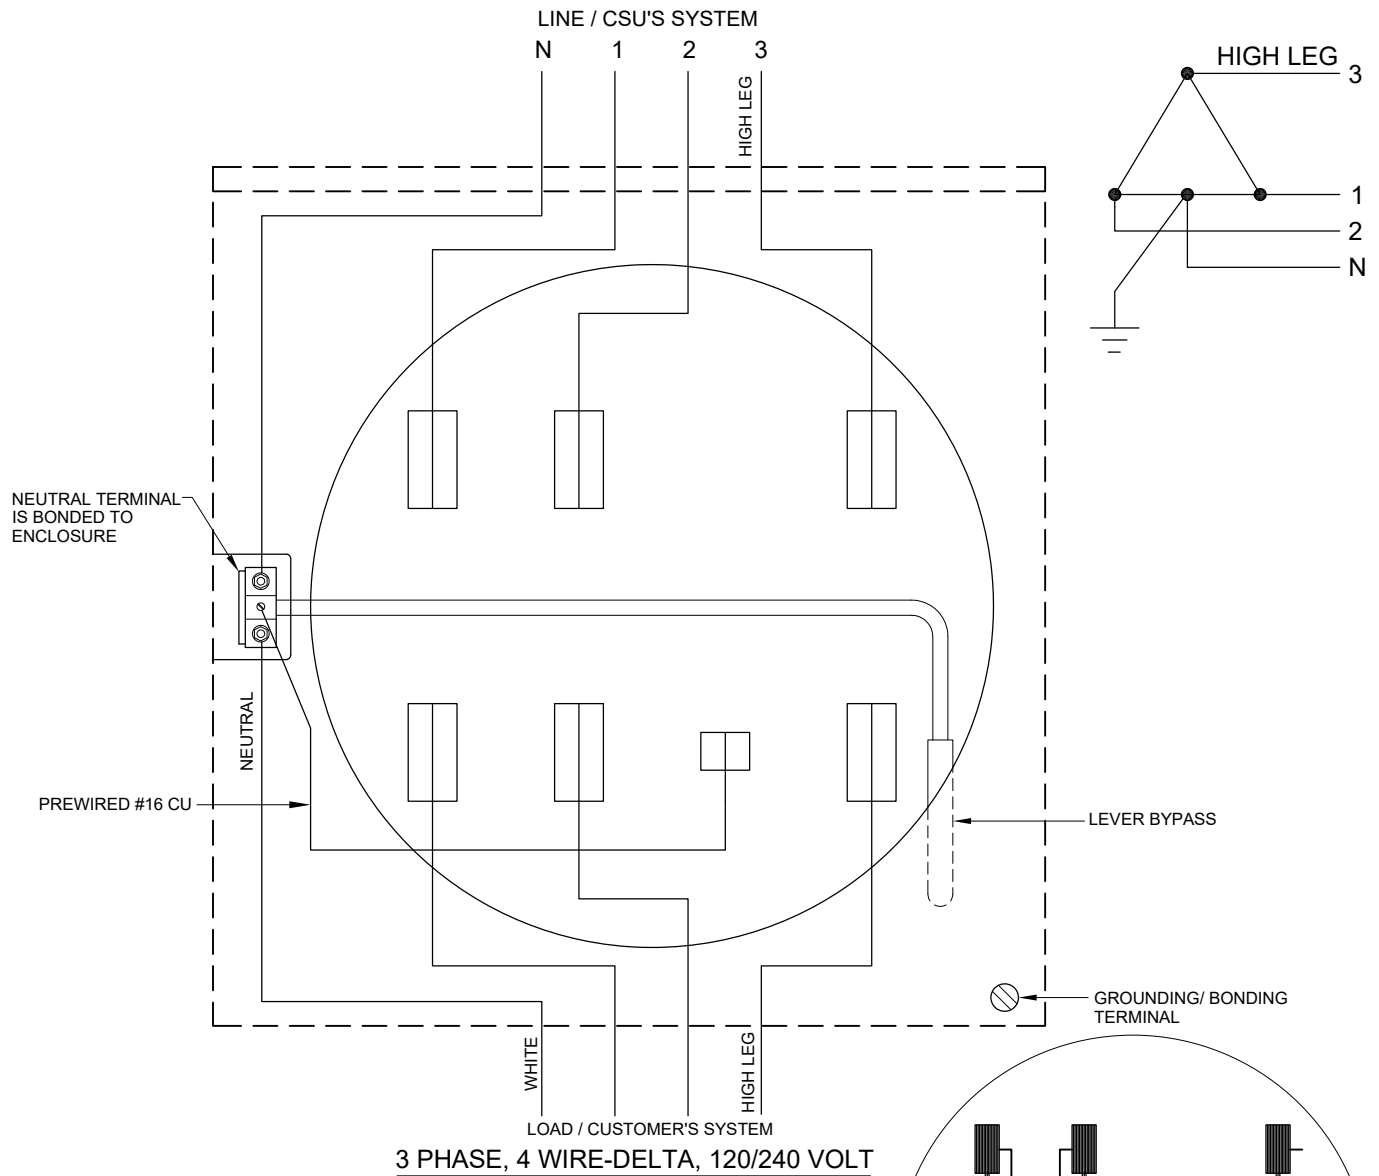 LINE / CSU'S SYSTEM
N 1 2 3
HIGH LEG
HIGH LEG
3
1
2
N
NEUTRAL TERMINAL
IS BONDED TO
ENCLOSURE
NEUTRAL
PREWIRED #16 CU
LEVER BYPASS
GROUNDING/ BONDING
TERMINAL
WHITE
HIGH LEG
LOAD / CUSTOMER'S SYSTEM
3 PHASE, 4 WIRE-DELTA, 120/240 VOLT